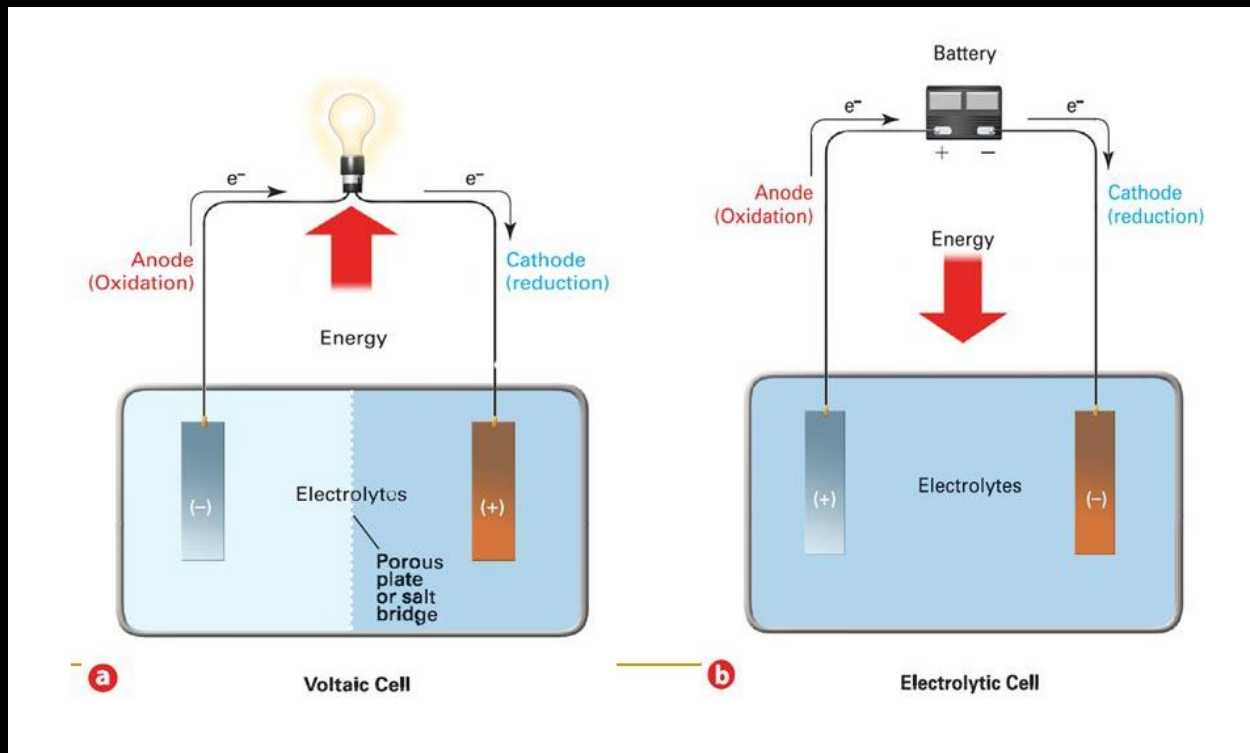 e⁻
e⁻
Anode
(Oxidation)
Cathode
(reduction)
Energy
(–)
Electrolytes
(+)
Porous
plate
or salt
bridge
a
Voltaic Cell
Battery
e⁻
e⁻
+
–
Anode
(Oxidation)
Cathode
(reduction)
Energy
(+)
Electrolytes
(–)
b
Electrolytic Cell